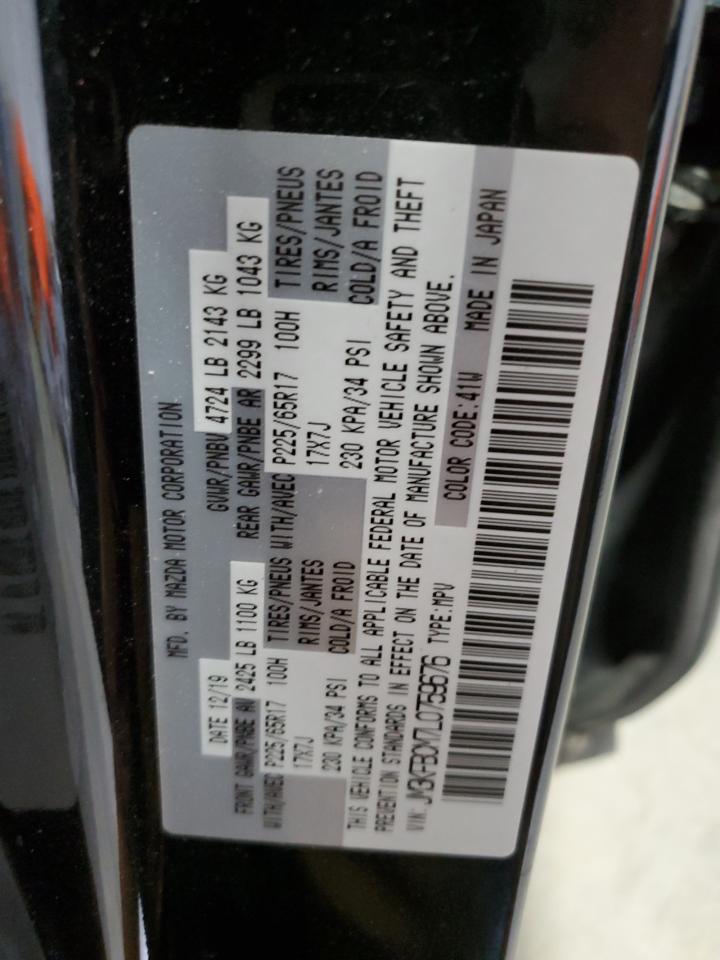 MFD. BY MAZDA MOTOR CORPORATION
DATE 12/19 GVWR/PNBV 4724 LB 2143 KG
FRONT GAWR/PNBE AV 2425 LB 1100 KG REAR GAWR/PNBE AR 2299 LB 1043 KG
WITH/AVEC P225/65R17 100H TIRES/PNEUS WITH/AVEC P225/65R17 100H TIRES/PNEUS
17X7J RIMS/JANTES 17X7J RIMS/JANTES
230 KPA/34 PSI COLD/A FROID 230 KPA/34 PSI COLD/A FROID
THIS VEHICLE CONFORMS TO ALL APPLICABLE FEDERAL MOTOR VEHICLE SAFETY AND THEFT
PREVENTION STANDARDS IN EFFECT ON THE DATE OF MANUFACTURE SHOWN ABOVE.
VIN: JM3KFBCM7L0759676 TYPE:MPV COLOR CODE:41W MADE IN JAPAN